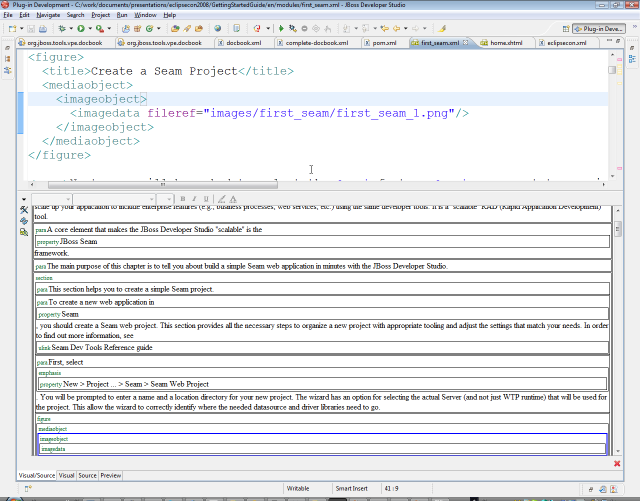 Plug-in Development - C:/work/documents/presentations/eclipsecon2008/GettingStartedGuide/en/modules/first_seam.xml - JBoss Developer Studio
File Edit Navigate Search Project Run Window Help
Plug-in Deve...
org.jboss.tools.vpe.docbook org.jboss.tools.vpe.docbook docbook.xml complete-docbook.xml pom.xml first_seam.xml home.xhtml eclipsecon.xml
<figure>
<title>Create a Seam Project</title>
<mediaobject>
<imageobject>
<imagedata fileref="images/first_seam/first_seam_1.png"/>
</imageobject>
</mediaobject>
</figure>
B I U
scale up your application to include enterprise features (e.g., business processes, web services, etc.) using the same developer tools. It is a "scalable" RAD (Rapid Application Development)
tool.
para A core element that makes the JBoss Developer Studio "scalable" is the
property JBoss Seam
framework.
para The main purpose of this chapter is to tell you about build a simple Seam web application in minutes with the JBoss Developer Studio.
section
para This section helps you to create a simple Seam project.
para To create a new web application in
property Seam
, you should create a Seam web project. This section provides all the necessary steps to organize a new project with appropriate tooling and adjust the settings that match your needs. In order
to find out more information, see
ulink Seam Dev Tools Reference guide
para First, select
emphasis
property New > Project ... > Seam > Seam Web Project
. You will be prompted to enter a name and a location directory for your new project. The wizard has an option for selecting the actual Server (and not just WTP runtime) that will be used for
the project. This allow the wizard to correctly identify where the needed datasource and driver libraries need to go.
figure
mediaobject
imageobject
imagedata
Visual/Source Visual Source Preview
Writable Smart Insert 41 : 9